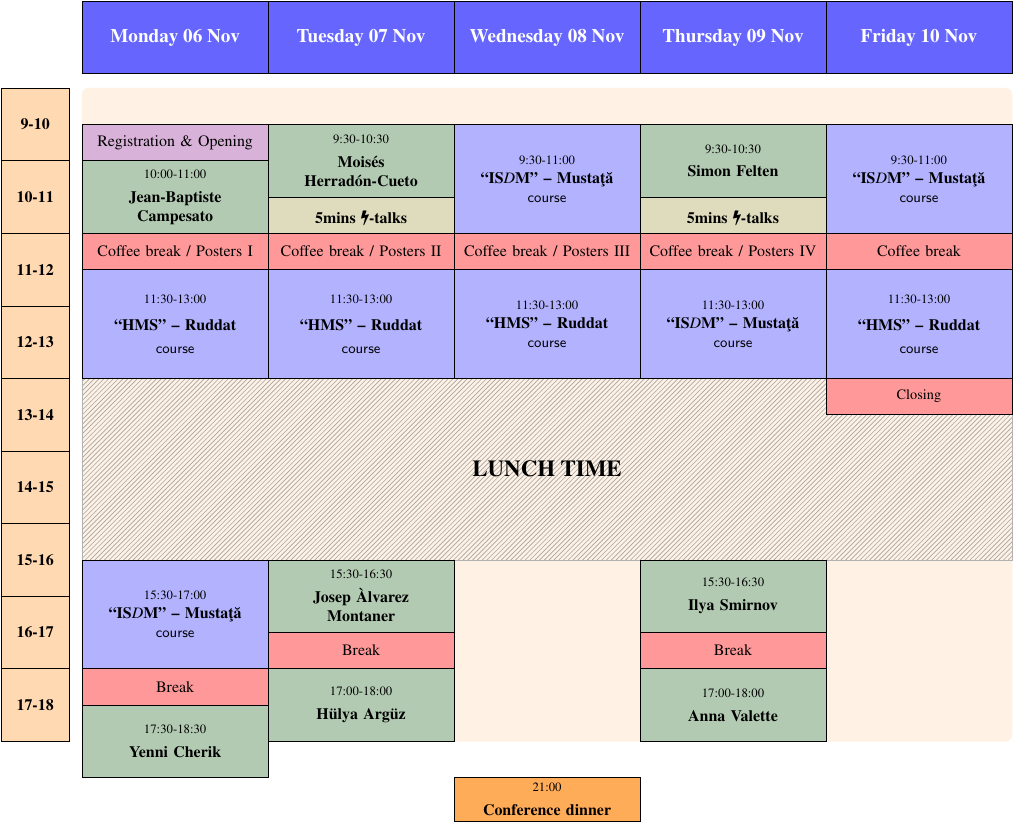 Monday 06 Nov
Tuesday 07 Nov
Wednesday 08 Nov
Thursday 09 Nov
Friday 10 Nov
9-10
10-11
11-12
12-13
13-14
14-15
15-16
16-17
17-18
Registration & Opening
10:00-11:00
Jean-Baptiste
Campesato
Coffee break / Posters I
11:30-13:00
“HMS” – Ruddat
course
9:30-10:30
Moisés
Herradón-Cueto
5mins -talks
Coffee break / Posters II
11:30-13:00
“HMS” – Ruddat
course
9:30-11:00
“ISDM” – Mustaţă
course
Coffee break / Posters III
11:30-13:00
“HMS” – Ruddat
course
9:30-10:30
Simon Felten
5mins -talks
Coffee break / Posters IV
11:30-13:00
“ISDM” – Mustaţă
course
9:30-11:00
“ISDM” – Mustaţă
course
Coffee break
11:30-13:00
“HMS” – Ruddat
course
Closing
LUNCH TIME
15:30-17:00
“ISDM” – Mustaţă
course
Break
17:30-18:30
Yenni Cherik
15:30-16:30
Josep Àlvarez
Montaner
Break
17:00-18:00
Hülya Argüz
15:30-16:30
Ilya Smirnov
Break
17:00-18:00
Anna Valette
21:00
Conference dinner